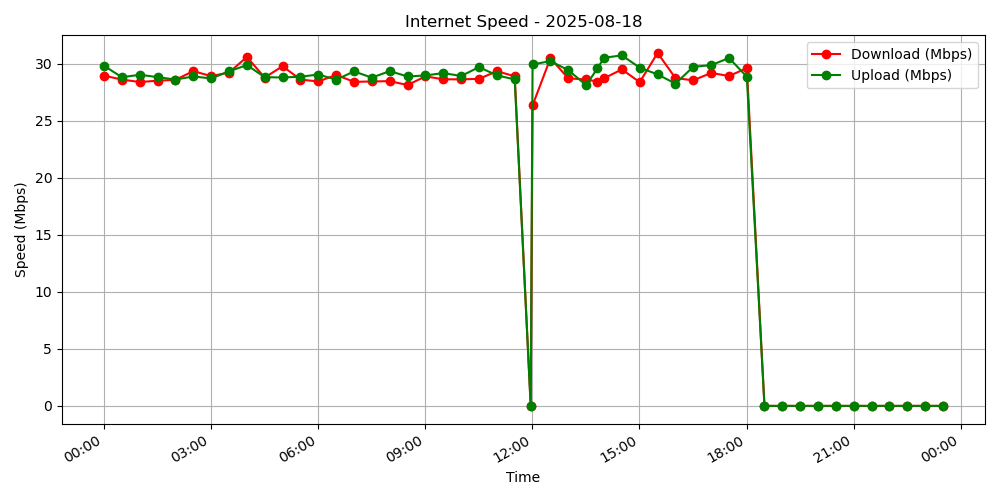 Internet Speed - 2025-08-18
Download (Mbps)
Upload (Mbps)
Speed (Mbps)
30
25
20
15
10
5
0
00:00 03:00 06:00 09:00 12:00 15:00 18:00 21:00 00:00
Time